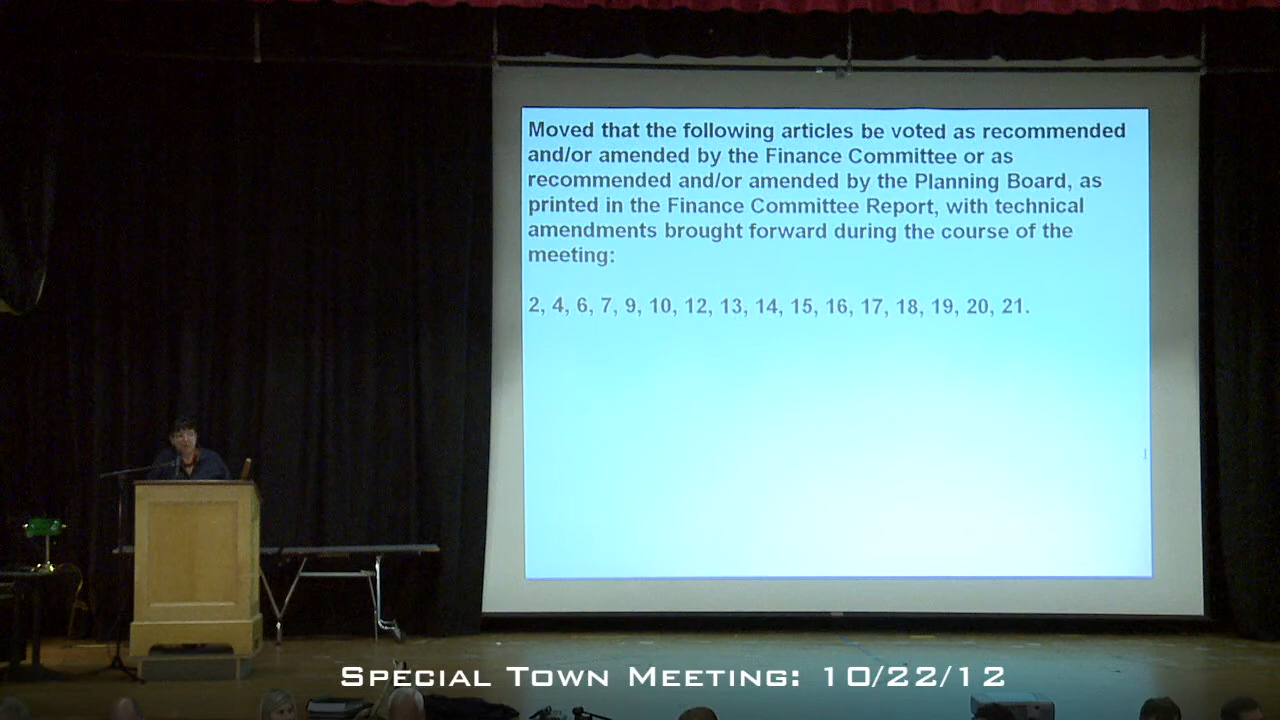 Moved that the following articles be voted as recommended
and/or amended by the Finance Committee or as
recommended and/or amended by the Planning Board, as
printed in the Finance Committee Report, with technical
amendments brought forward during the course of the
meeting:
2, 4, 6, 7, 9, 10, 12, 13, 14, 15, 16, 17, 18, 19, 20, 21.
1
Special Town Meeting: 10/22/12